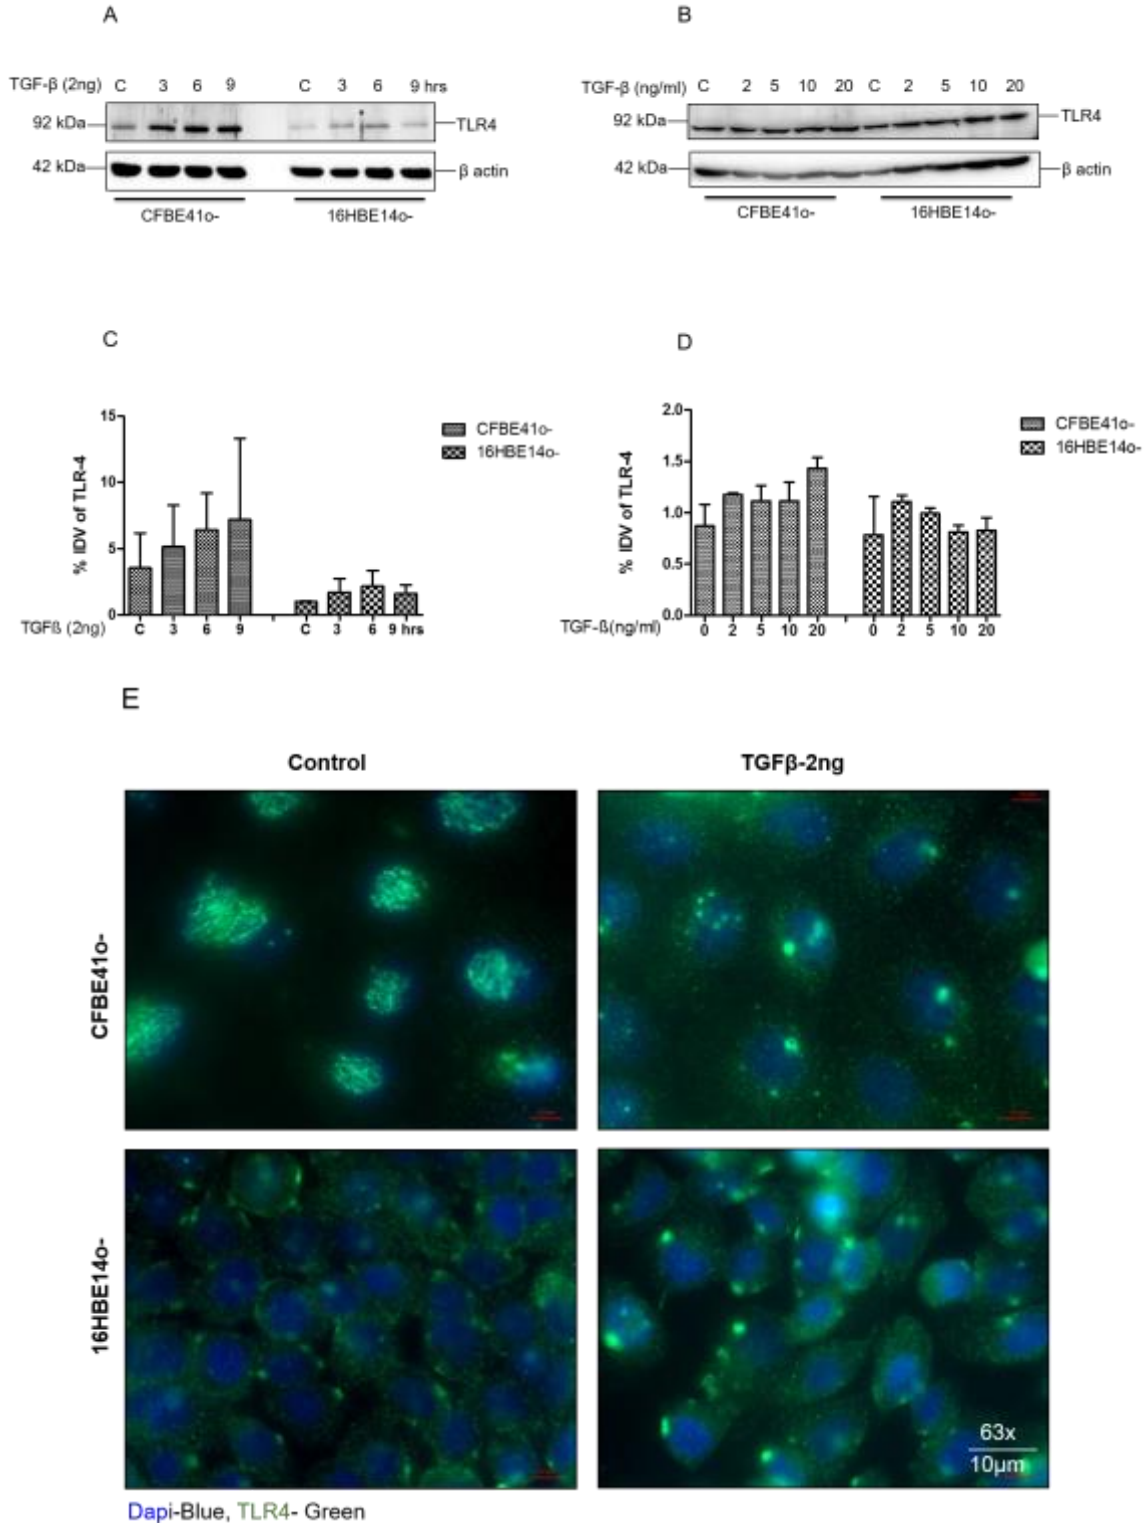 A
TGF-β (2ng) C 3 6 9 C 3 6 9 hrs
92 kDa TLR4
42 kDa β actin
CFBE41o- 16HBE14o-
B
TGF-β (ng/ml) C 2 5 10 20 C 2 5 10 20
92 kDa TLR4
42 kDa β actin
CFBE41o- 16HBE14o-
C
% IDV of TLR-4
15
10
5
0
CFBE41o-
16HBE14o-
TGFß (2ng) C 3 6 9 C 3 6 9 hrs
D
% IDV of TLR-4
2.0
1.5
1.0
0.5
0.0
CFBE41o-
16HBE14o-
TGF-ß(ng/ml) 0 2 5 10 20 0 2 5 10 20
E
Control TGFβ-2ng
CFBE41o-
16HBE14o-
63x
10µm
Dapi-Blue, TLR4- Green